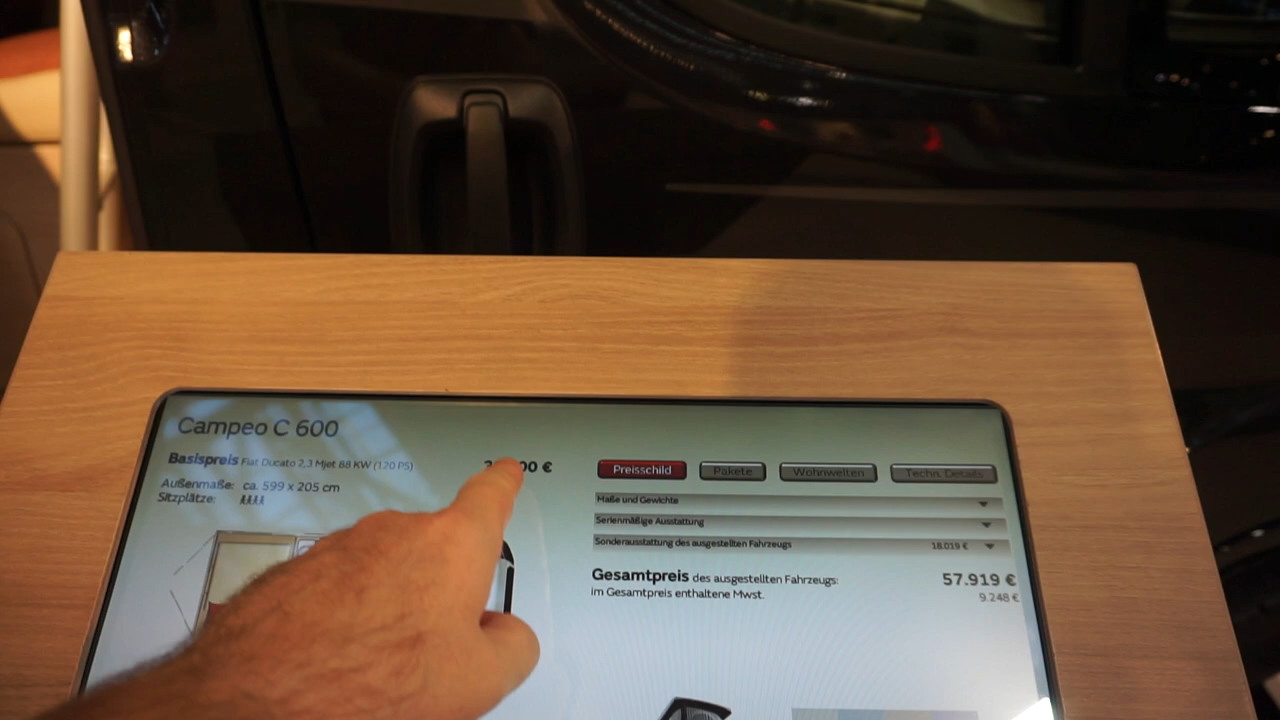 Campeo C 600
Basispreis Fiat Ducato 2,3 Mjet 88 KW (120 PS)
00 €
Außenmaße: ca. 599 x 205 cm
Sitzplätze:
Preisschild
Pakete
Wohnwelten
Techn. Details
Maße und Gewichte
Serienmäßige Ausstattung
Sonderausstattung des ausgestellten Fahrzeugs 18.019 €
Gesamtpreis des ausgestellten Fahrzeugs: 57.919 €
im Gesamtpreis enthaltene Mwst. 9.248 €